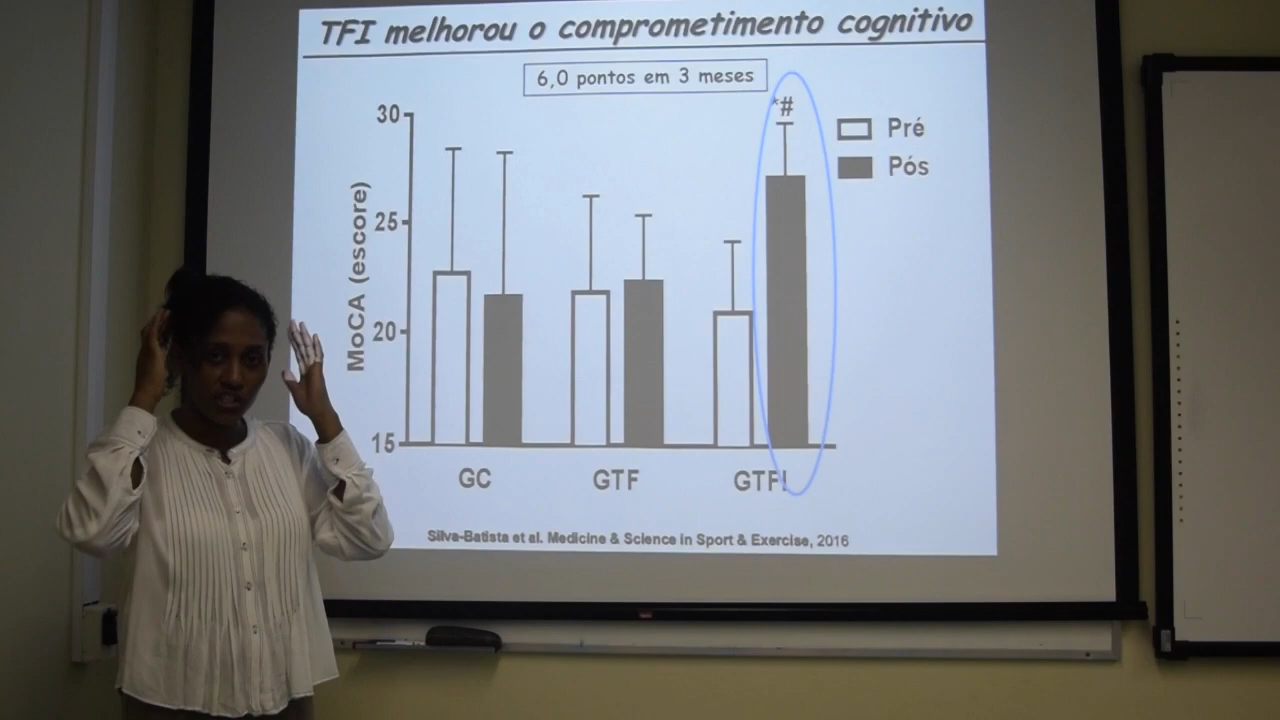 TFI melhorou o comprometimento cognitivo
6,0 pontos em 3 meses
*#
30
25
20
15
MoCA (escore)
Pré
Pós
GC
GTF
GTFI
Silva-Batista et al. Medicine & Science in Sport & Exercise, 2016